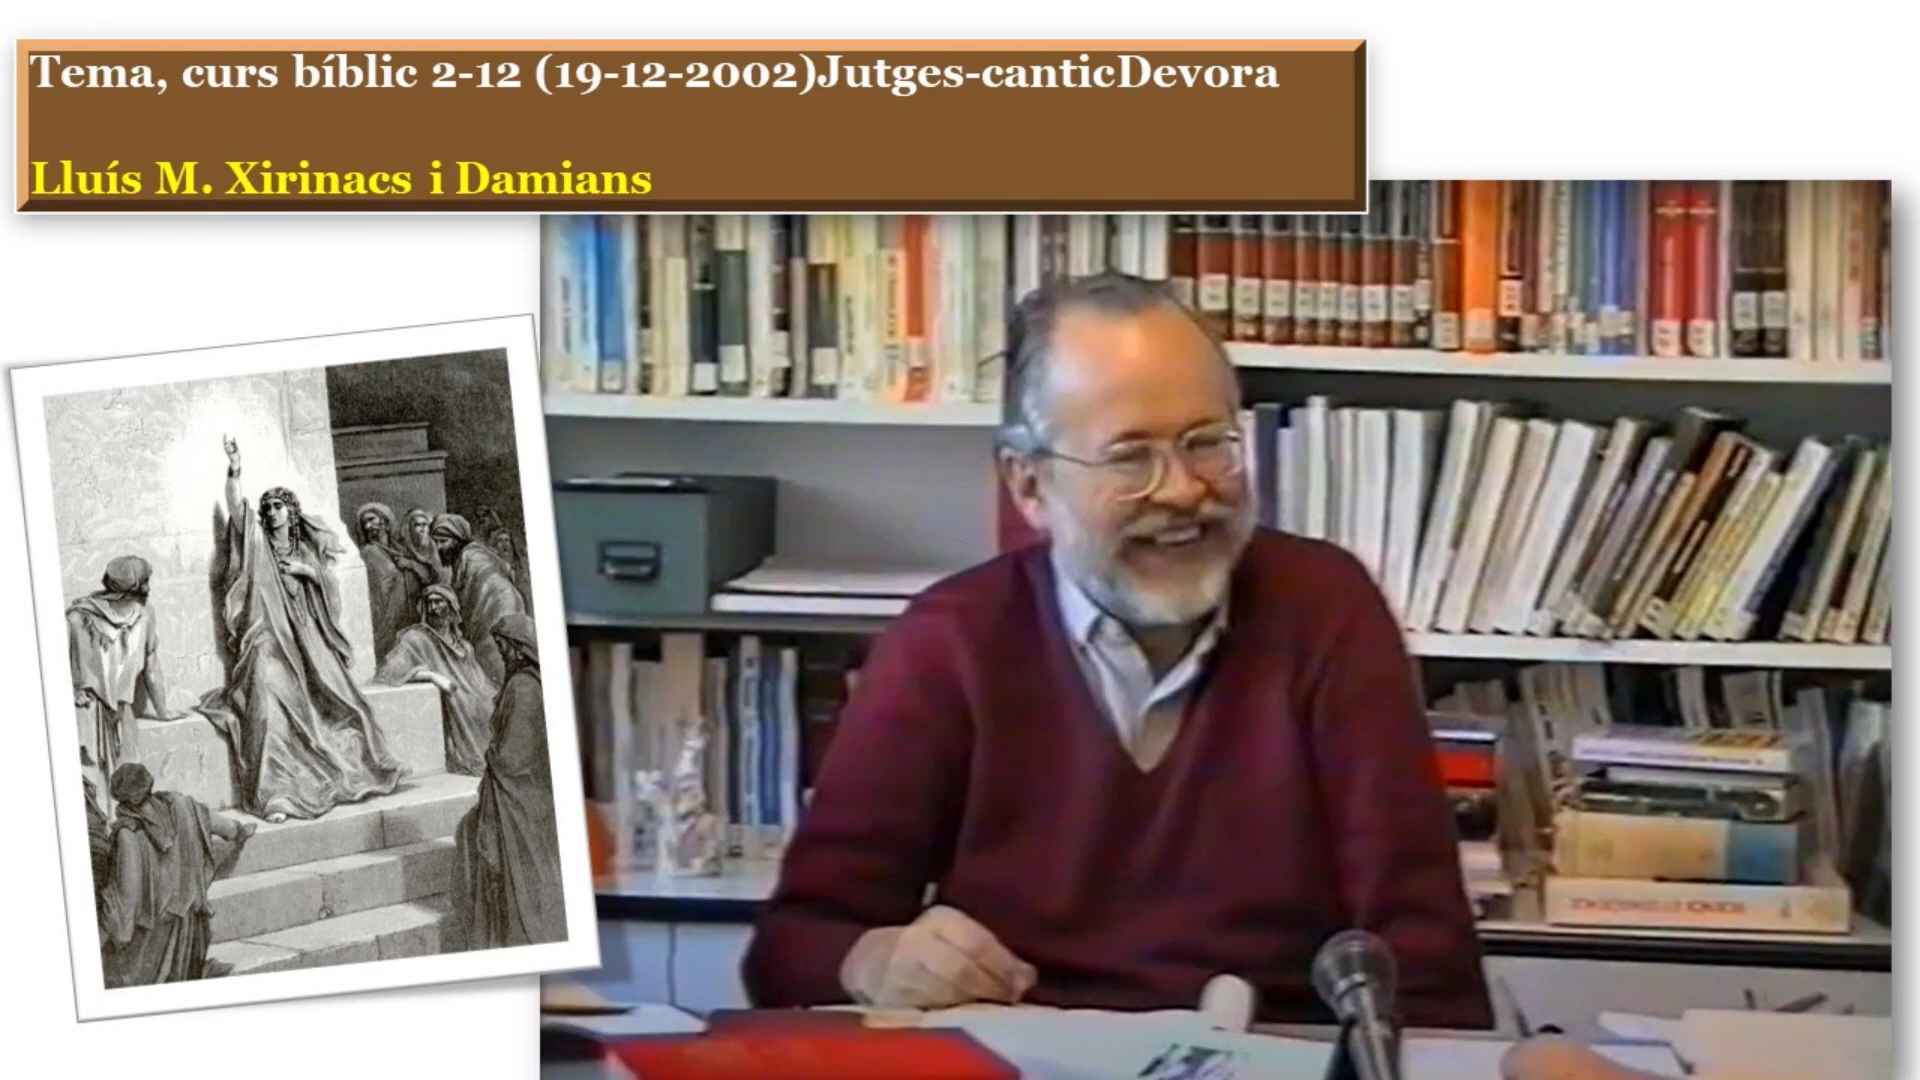 Tema, curs bíblic 2-12 (19-12-2002)Jutges-canticDevora
Lluís M. Xirinacs i Damians